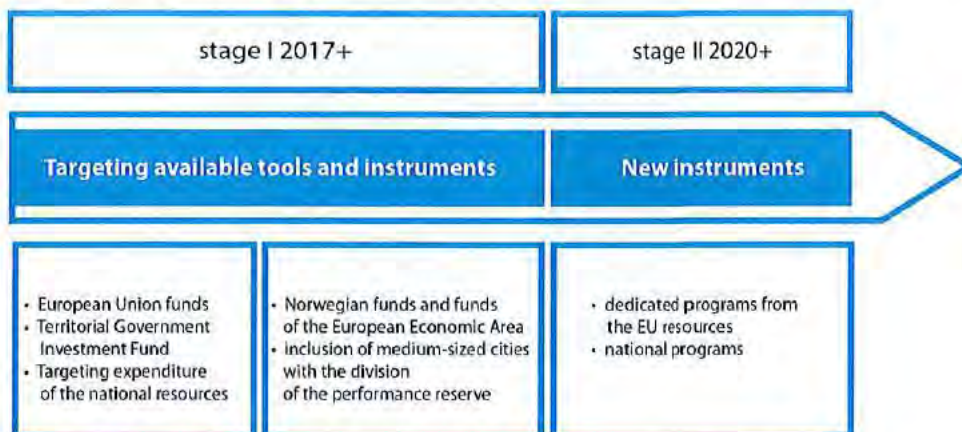 stage I 2017+
stage II 2020+
Targeting available tools and instruments
New instruments
• European Union funds
• Territorial Government
Investment Fund
• Targeting expenditure
of the national resources
• Norwegian funds and funds
of the European Economic Area
• inclusion of medium-sized cities
with the division
of the performance reserve
• dedicated programs from
the EU resources
• national programs